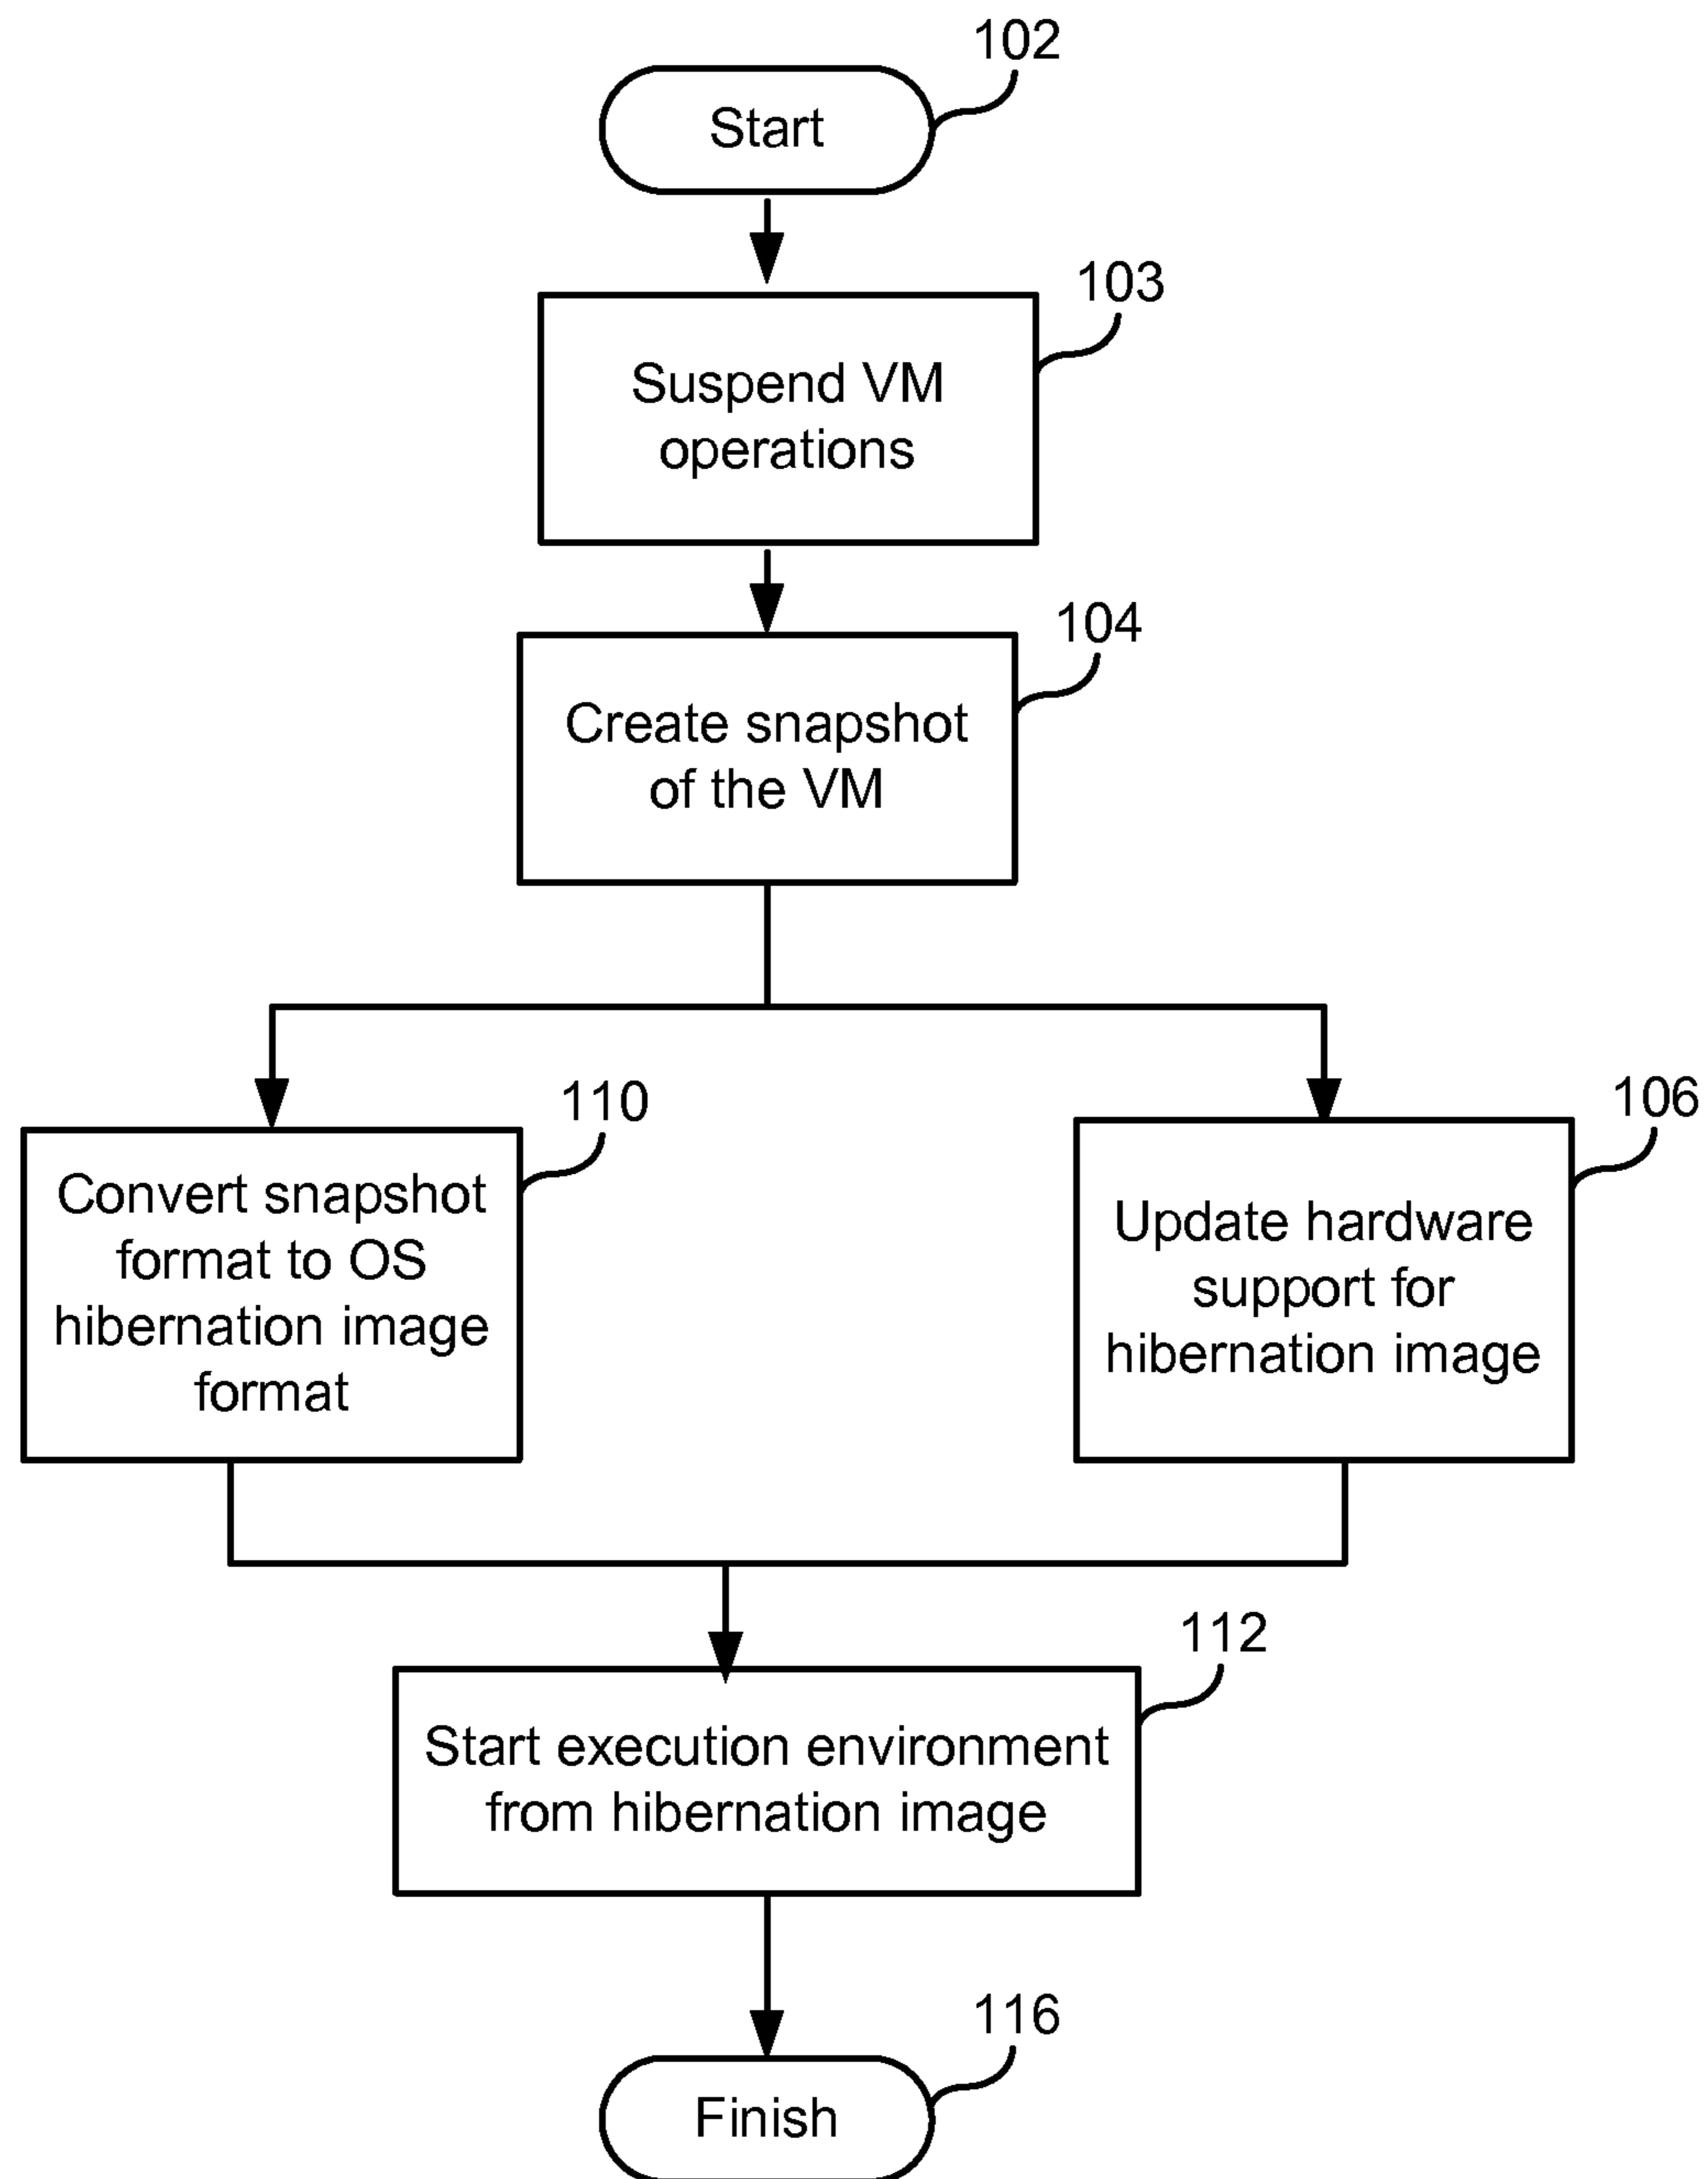 102
Start
103
Suspend VM
operations
104
Create snapshot
of the VM
110
Convert snapshot
format to OS
hibernation image
format
106
Update hardware
support for
hibernation image
112
Start execution environment
from hibernation image
116
Finish